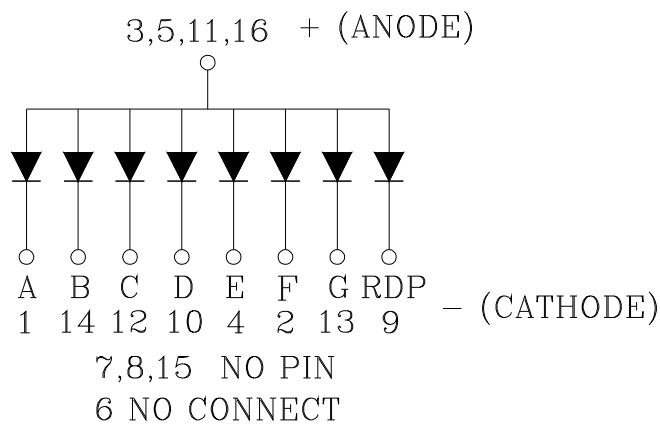 3,5,11,16 + (ANODE)
A B C D E F G RDP
1 14 12 10 4 2 13 9 – (CATHODE)
7,8,15 NO PIN
6 NO CONNECT